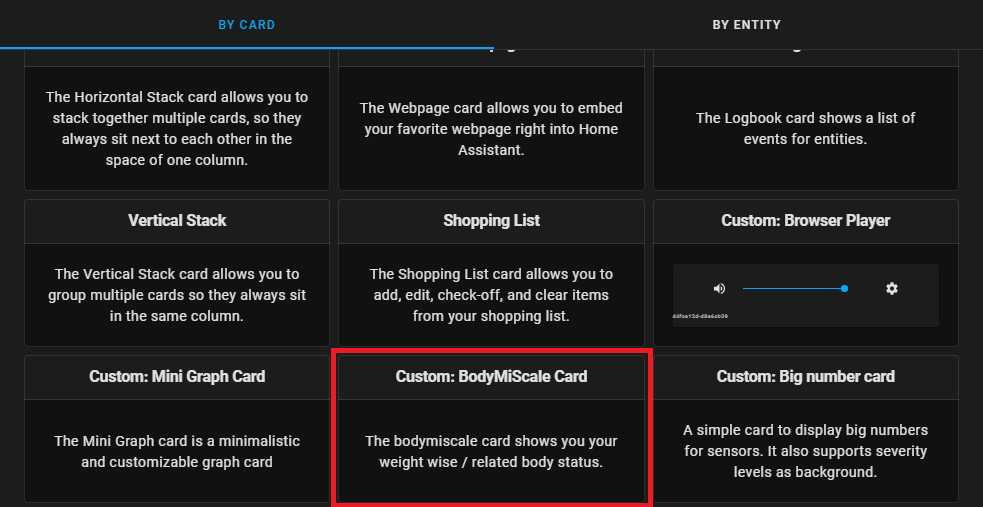 BY CARD
BY ENTITY
The Horizontal Stack card allows you to
stack together multiple cards, so they
always sit next to each other in the
space of one column.
The Webpage card allows you to embed
your favorite webpage right into Home
Assistant.
The Logbook card shows a list of
events for entities.
Vertical Stack
The Vertical Stack card allows you to
group multiple cards so they always sit
in the same column.
Shopping List
The Shopping List card allows you to
add, edit, check-off, and clear items
from your shopping list.
Custom: Browser Player
Custom: Mini Graph Card
The Mini Graph card is a minimalistic
and customizable graph card
Custom: BodyMiScale Card
The bodymiscale card shows you your
weight wise / related body status.
Custom: Big number card
A simple card to display big numbers
for sensors. It also supports severity
levels as background.